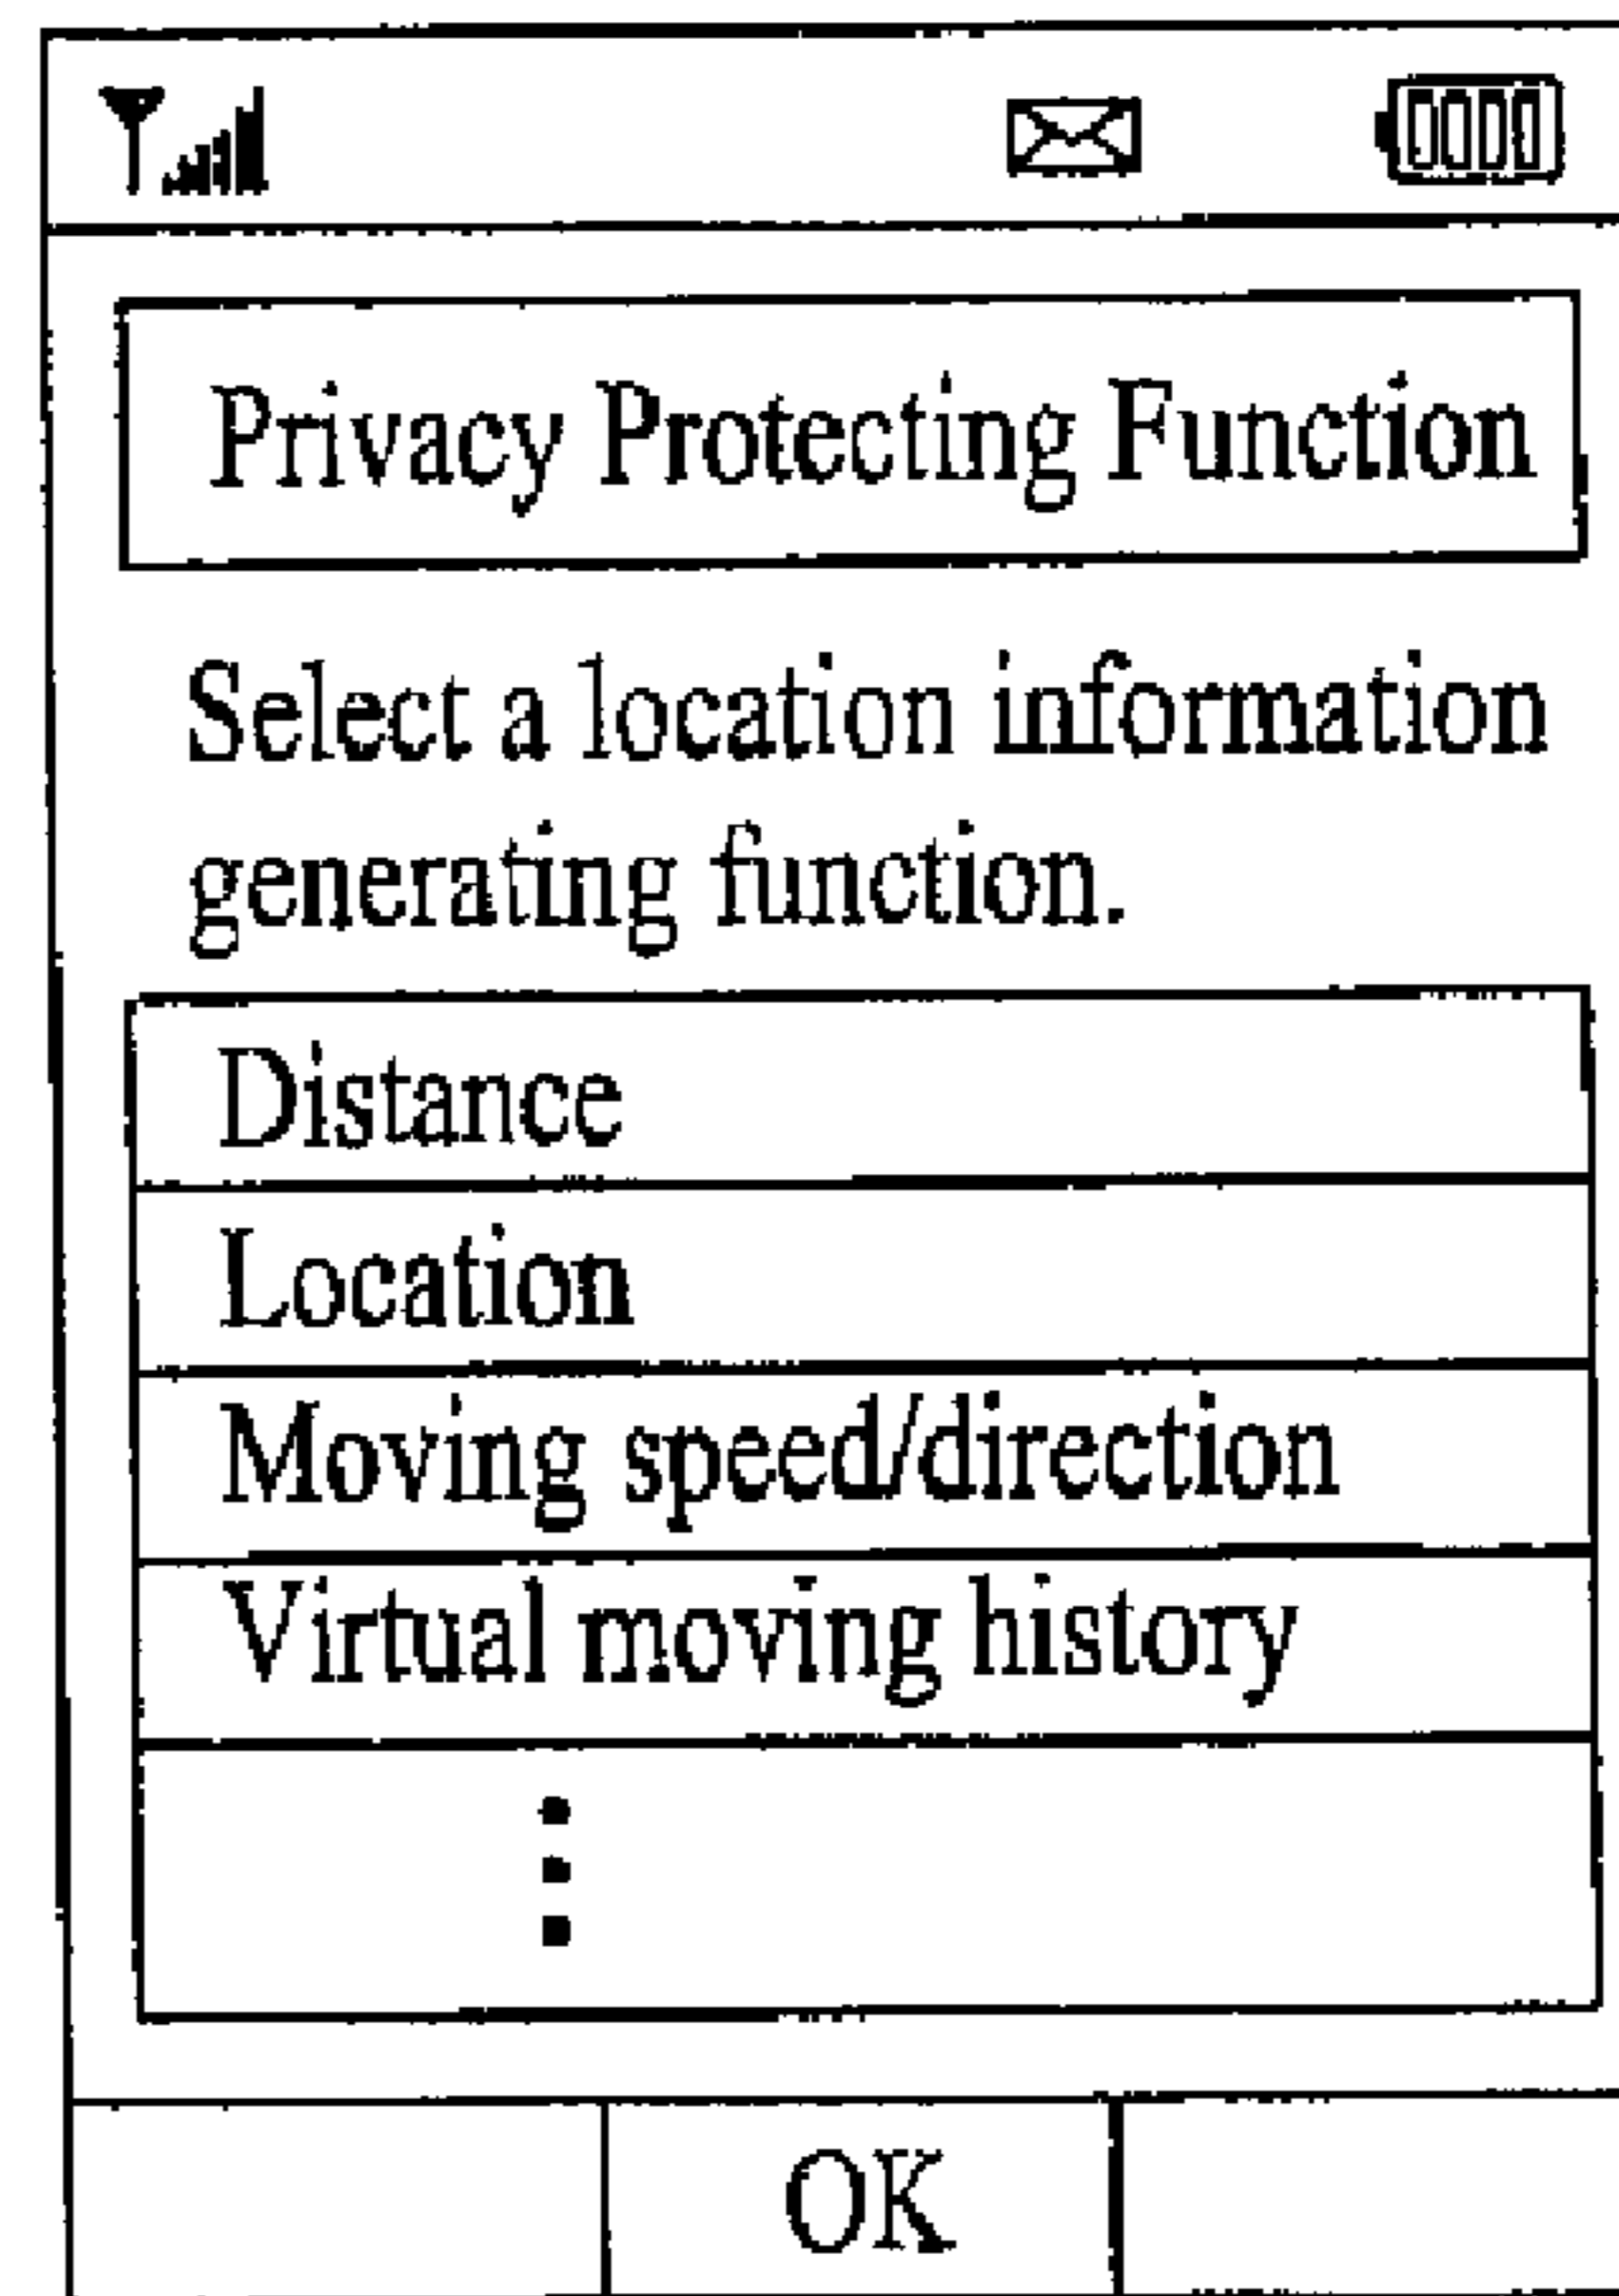 Privacy Protecting Function
Select a location information
generating function.
Distance
Location
Moving speed/direction
Virtual moving history
OK